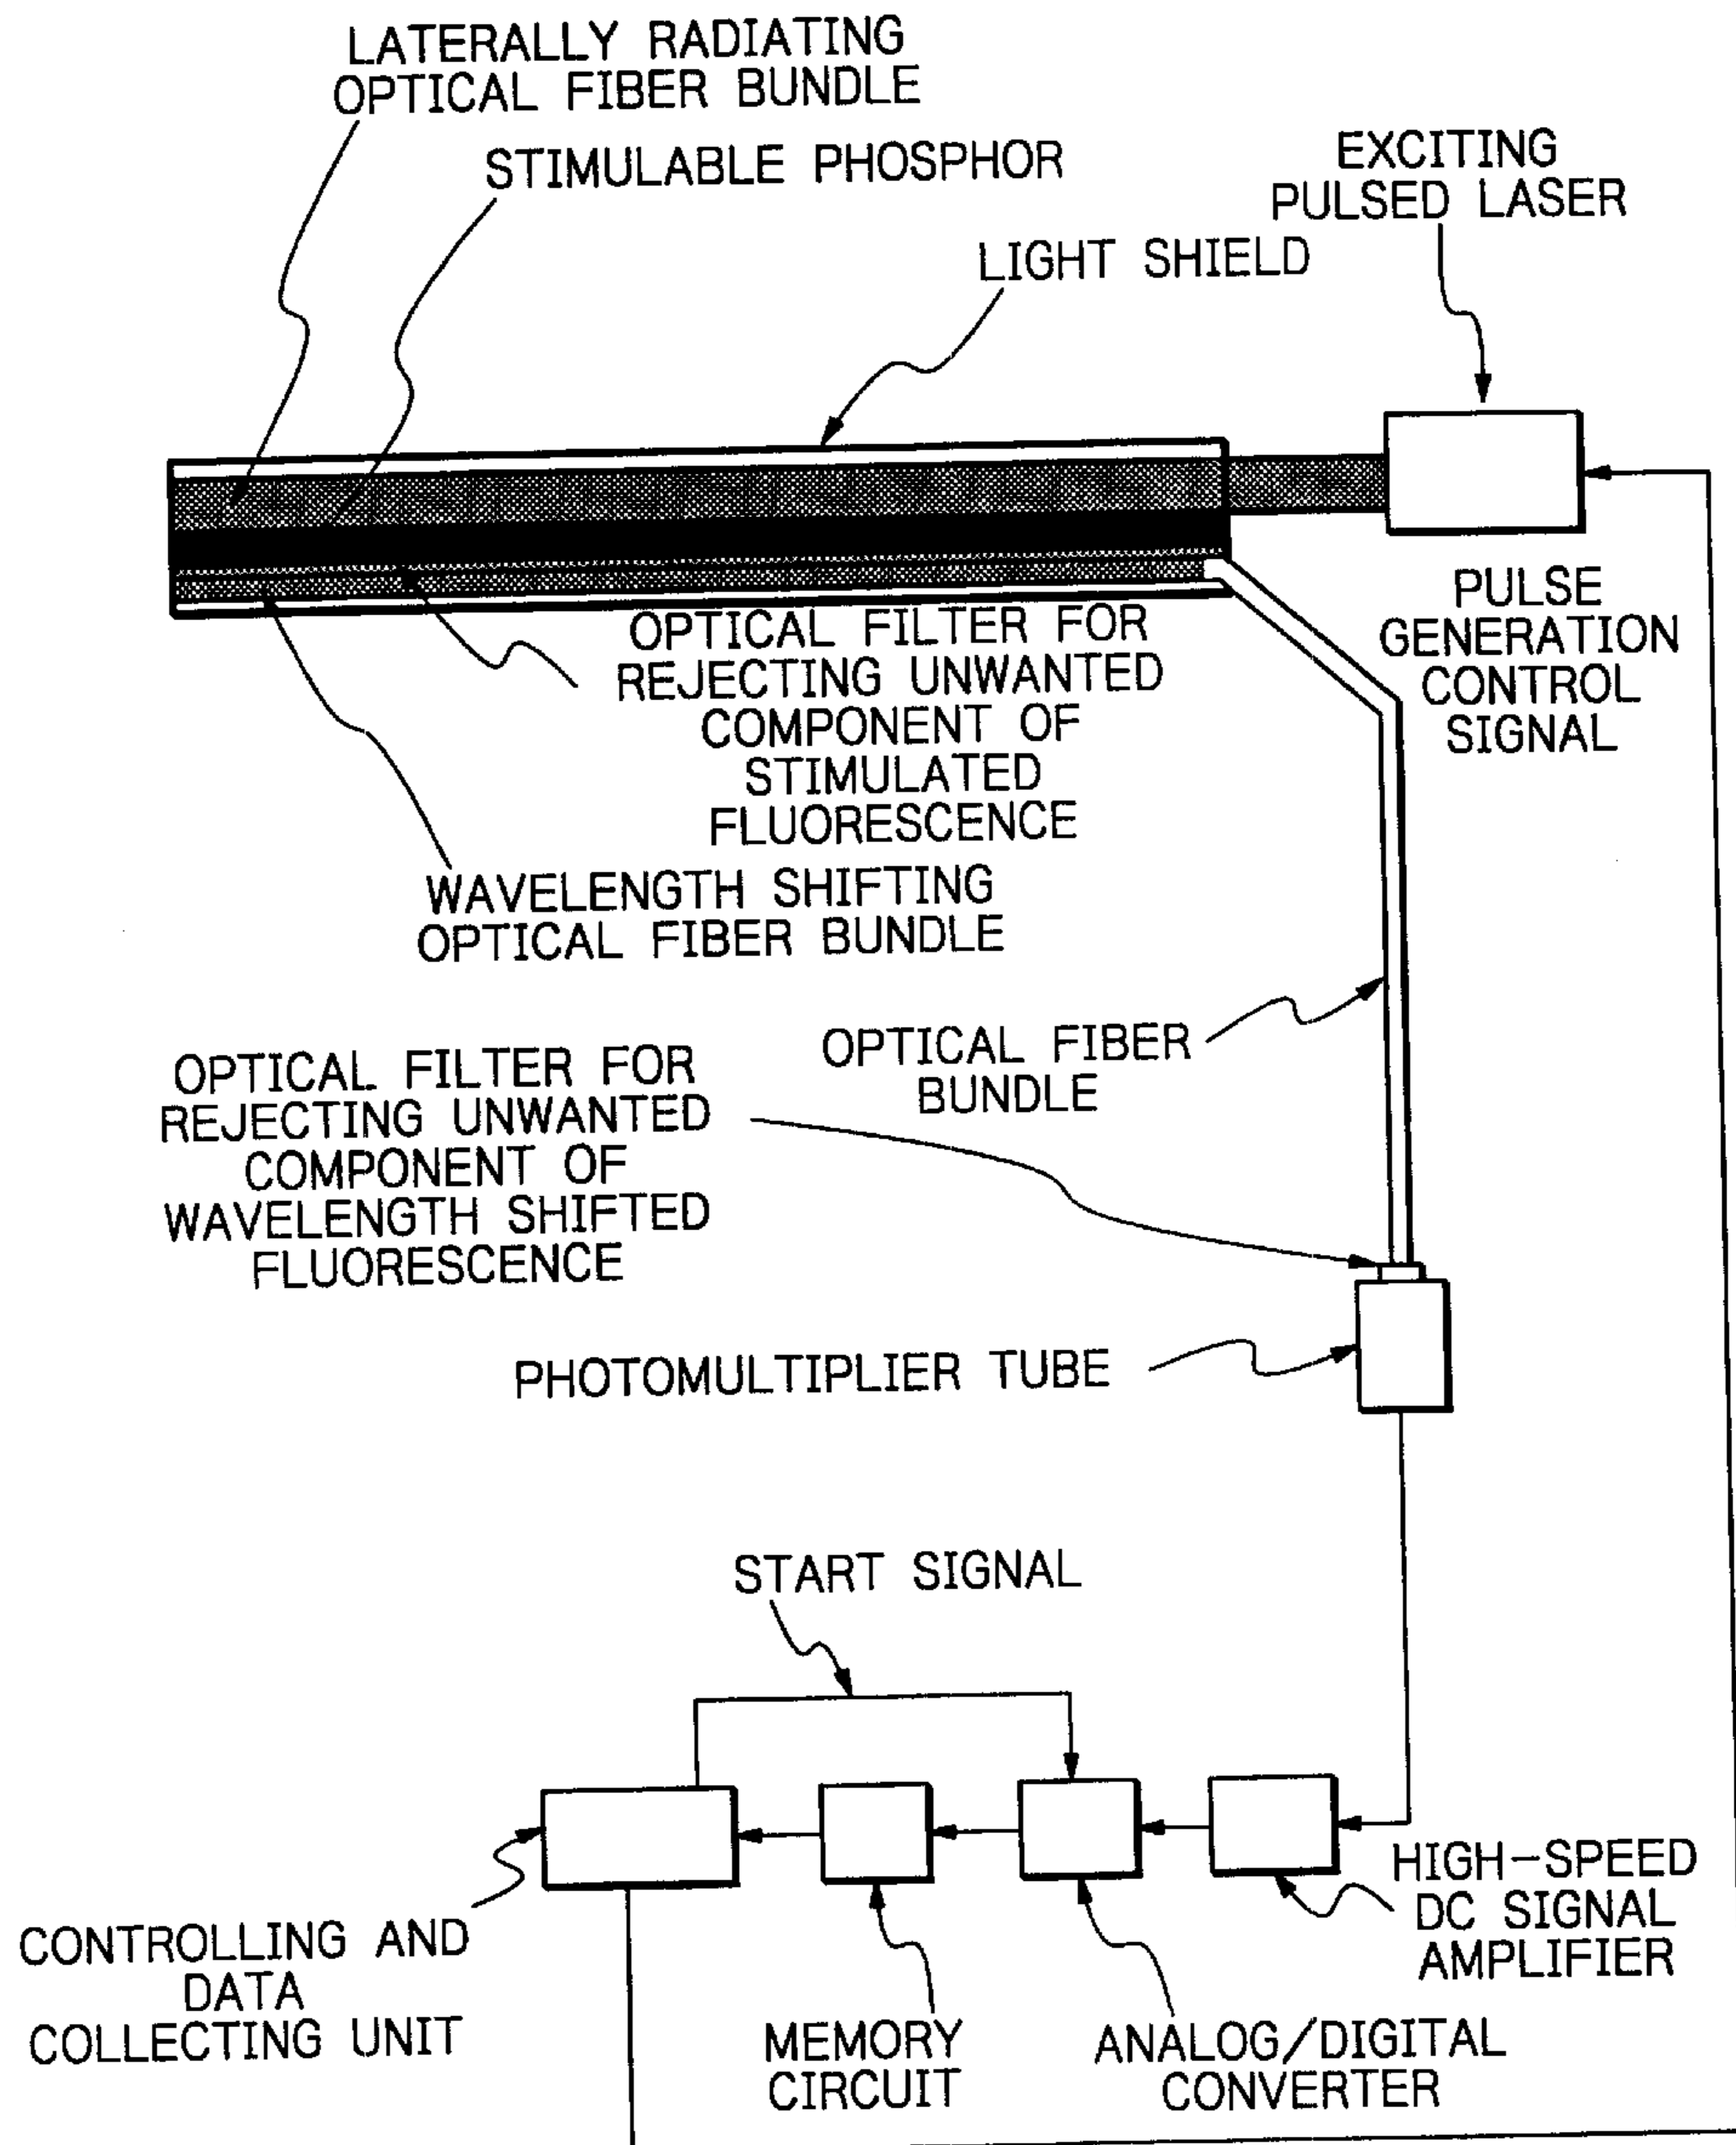 LATERALLY RADIATING
OPTICAL FIBER BUNDLE
STIMULABLE PHOSPHOR
EXCITING
PULSED LASER
LIGHT SHIELD
PULSE
GENERATION
CONTROL
SIGNAL
OPTICAL FILTER FOR
REJECTING UNWANTED
COMPONENT OF
STIMULATED
FLUORESCENCE
WAVELENGTH SHIFTING
OPTICAL FIBER BUNDLE
OPTICAL FIBER
BUNDLE
OPTICAL FILTER FOR
REJECTING UNWANTED
COMPONENT OF
WAVELENGTH SHIFTED
FLUORESCENCE
PHOTOMULTIPLIER TUBE
START SIGNAL
HIGH-SPEED
DC SIGNAL
AMPLIFIER
CONTROLLING AND
DATA
COLLECTING UNIT
MEMORY
CIRCUIT
ANALOG/DIGITAL
CONVERTER